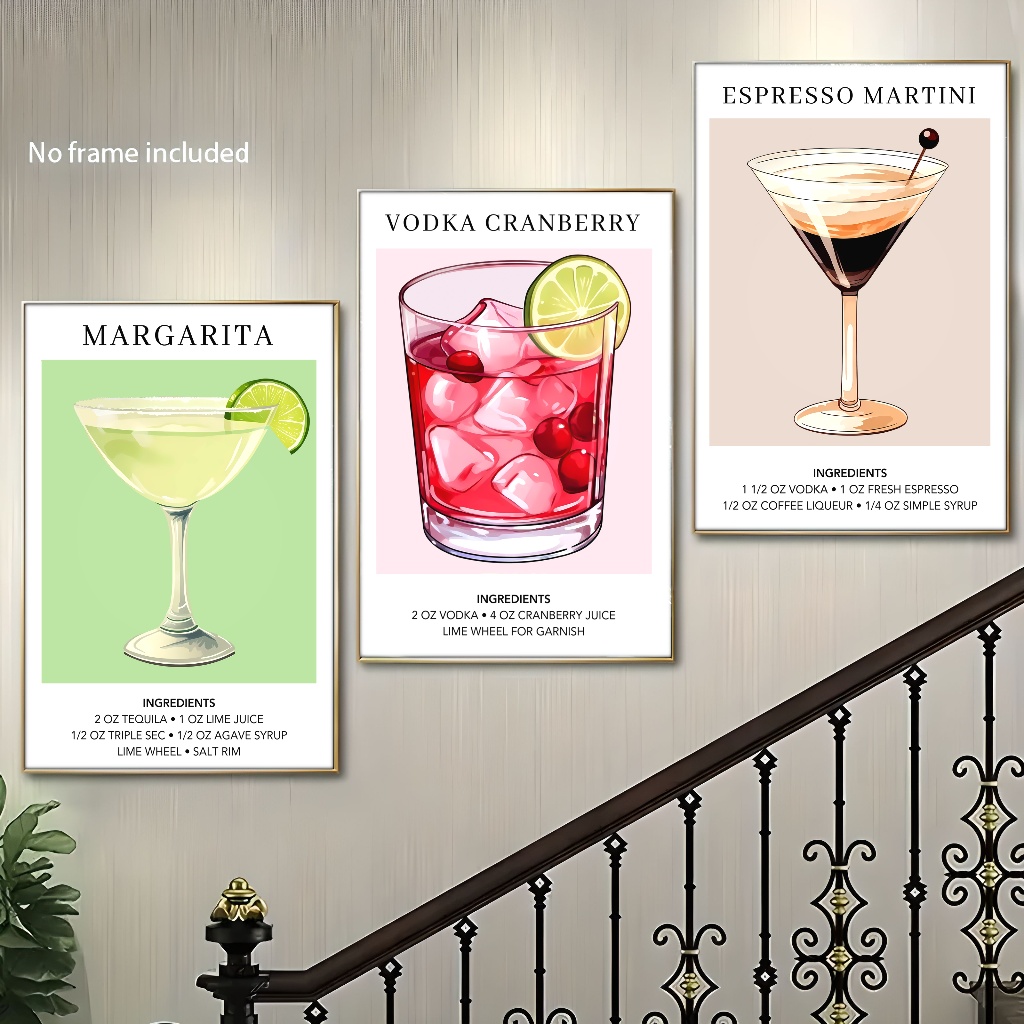 No frame included
MARGARITA
INGREDIENTS
2 OZ TEQUILA • 1 OZ LIME JUICE
1/2 OZ TRIPLE SEC • 1/2 OZ AGAVE SYRUP
LIME WHEEL • SALT RIM
VODKA CRANBERRY
INGREDIENTS
2 OZ VODKA • 4 OZ CRANBERRY JUICE
LIME WHEEL FOR GARNISH
ESPRESSO MARTINI
INGREDIENTS
1 1/2 OZ VODKA • 1 OZ FRESH ESPRESSO
1/2 OZ COFFEE LIQUEUR • 1/4 OZ SIMPLE SYRUP